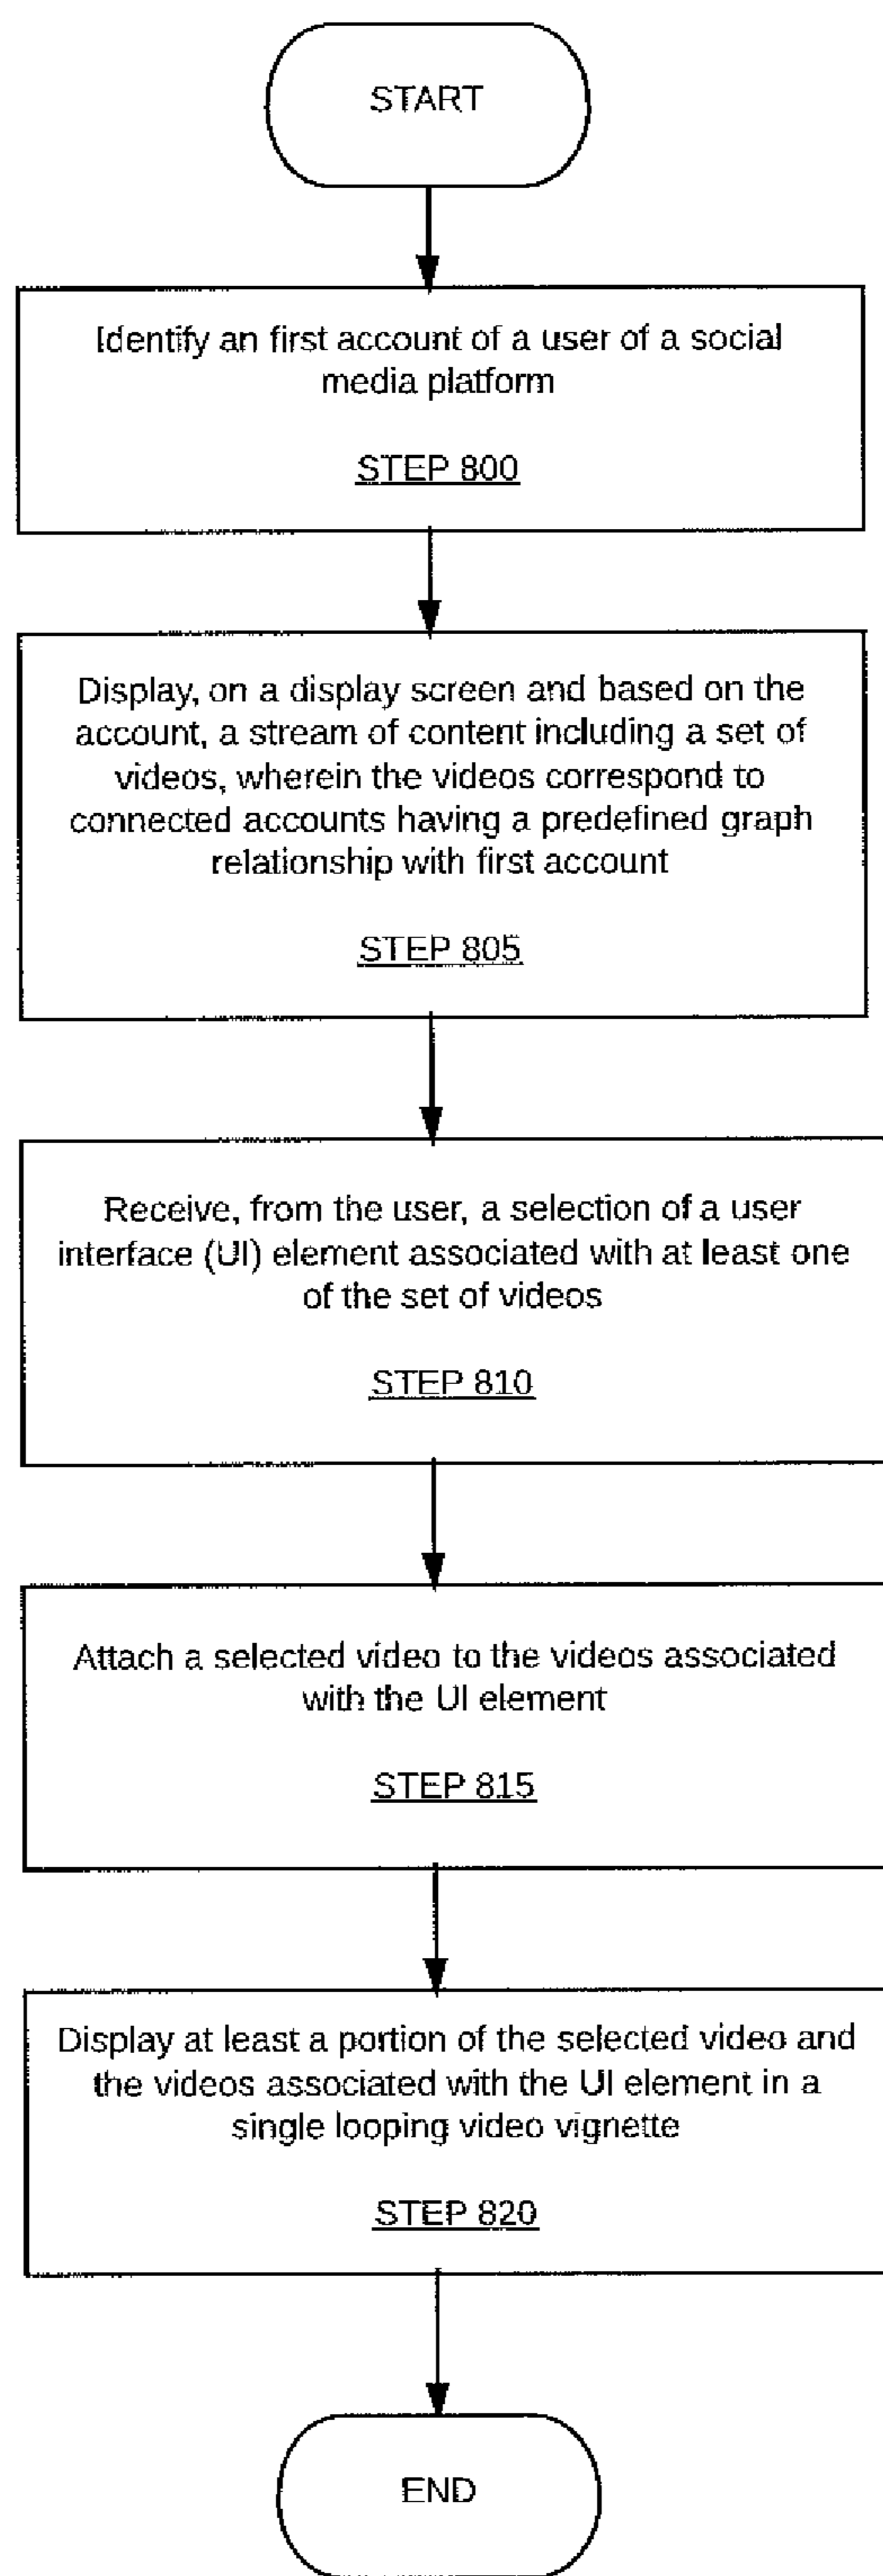 START
Identify an first account of a user of a social
media platform
STEP 800
Display, on a display screen and based on the
account, a stream of content including a set of
videos, wherein the videos correspond to
connected accounts having a predefined graph
relationship with first account
STEP 805
Receive, from the user, a selection of a user
interface (UI) element associated with at least one
of the set of videos
STEP 810
Attach a selected video to the videos associated
with the UI element
STEP 815
Display at least a portion of the selected video and
the videos associated with the UI element in a
single looping video vignette
STEP 820
END